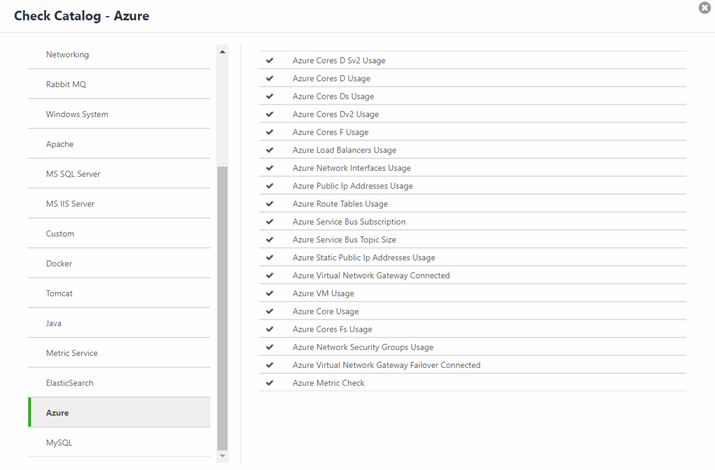 Check Catalog - Azure
Networking
Rabbit MQ
Windows System
Apache
MS SQL Server
MS IIS Server
Custom
Docker
Tomcat
Java
Metric Service
ElasticSearch
Azure
MySQL
Azure Cores D Sv2 Usage
Azure Cores D Usage
Azure Cores Ds Usage
Azure Cores Dv2 Usage
Azure Cores F Usage
Azure Load Balancers Usage
Azure Network Interfaces Usage
Azure Public Ip Addresses Usage
Azure Route Tables Usage
Azure Service Bus Subscription
Azure Service Bus Topic Size
Azure Static Public Ip Addresses Usage
Azure Virtual Network Gateway Connected
Azure VM Usage
Azure Core Usage
Azure Cores Fs Usage
Azure Network Security Groups Usage
Azure Virtual Network Gateway Failover Connected
Azure Metric Check